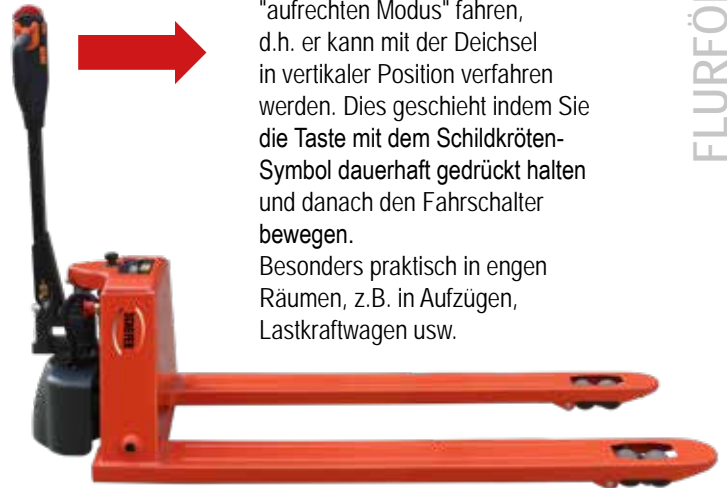 "aufrechten Modus" fahren,
d.h. er kann mit der Deichsel
in vertikaler Position verfahren
werden. Dies geschieht indem Sie
die Taste mit dem Schildkröten-
Symbol dauerhaft gedrückt halten
und danach den Fahrschalter
bewegen.
Besonders praktisch in engen
Räumen, z.B. in Aufzügen,
Lastkraftwagen usw.
FLURFÖ